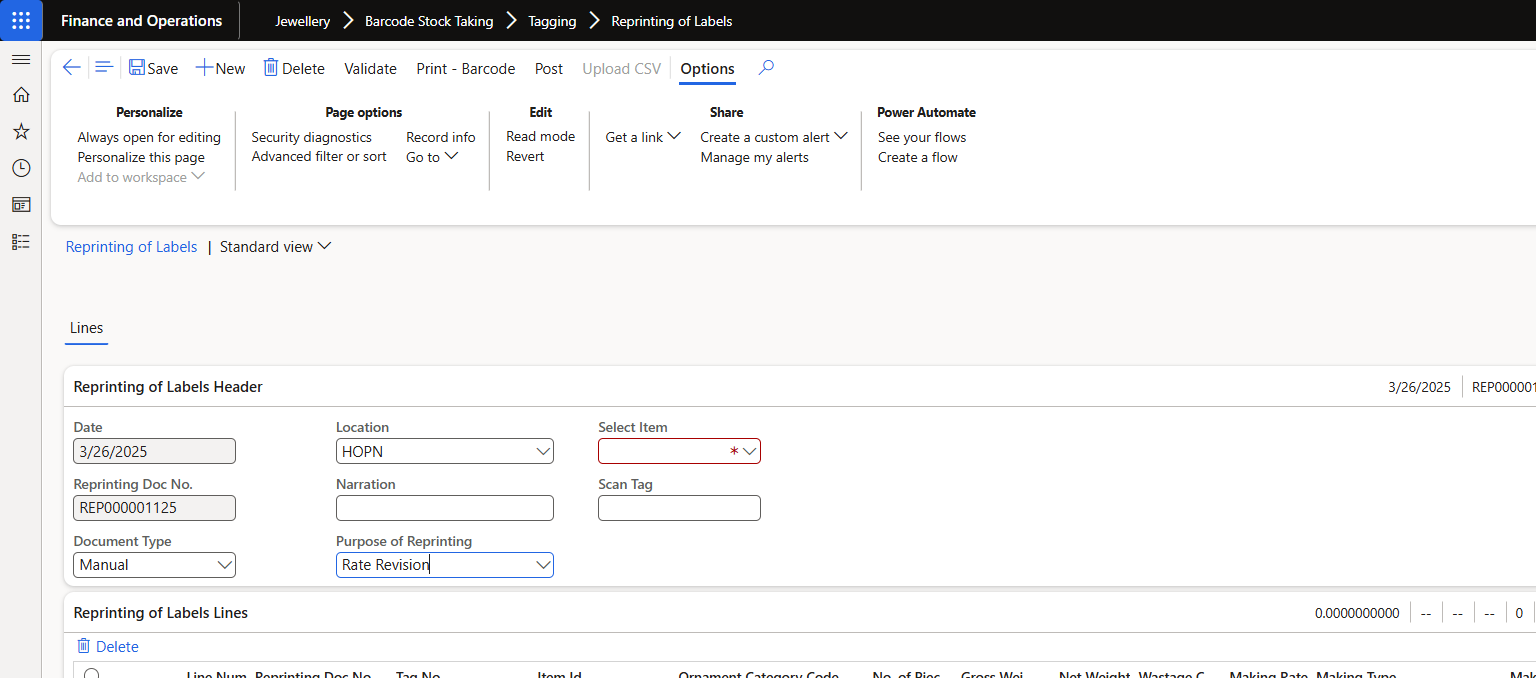 Finance and Operations Jewellery Barcode Stock Taking Tagging Reprinting of Labels
Save New Delete Validate Print - Barcode Post Upload CSV Options
Personalize Page options Edit Share Power Automate
Always open for editing Security diagnostics Record info Read mode Get a link Create a custom alert See your flows
Personalize this page Advanced filter or sort Go to Revert Manage my alerts Create a flow
Add to workspace
Reprinting of Labels | Standard view
Lines
Reprinting of Labels Header 3/26/2025 REP000001
Date Location Select Item
3/26/2025 HOPN *
Reprinting Doc No. Narration Scan Tag
REP000001125
Document Type Purpose of Reprinting
Manual Rate Revision
Reprinting of Labels Lines 0.0000000000 -- -- -- 0
Delete
Line Num Reprinting Doc No Tag No Item Id Ornament Category Code No. of Piec Gross Wei Net Weight Wastage C Making Rate Making Type Mak